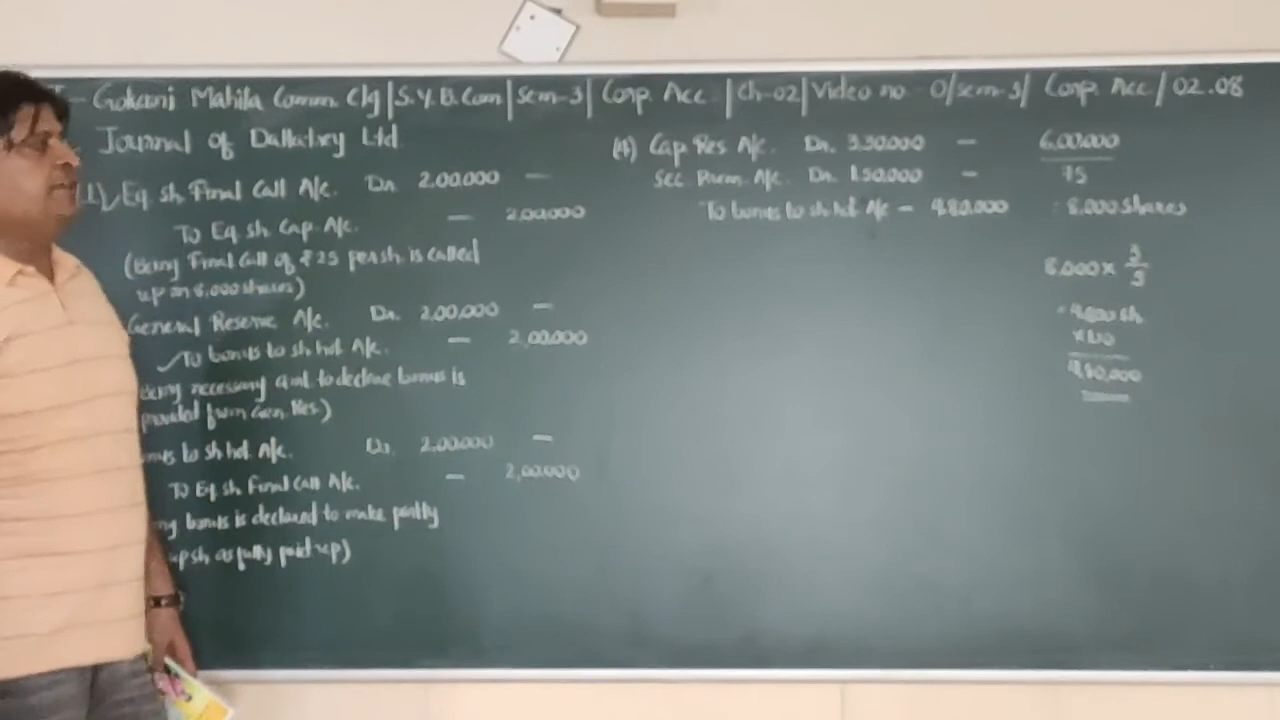 Gokani Mahila Comm. Clg | S.Y.B.Com | Sem-3 | Corp. Acc. | Ch-02 | Video no 0/sem-3/ Corp. Acc / 02.08
Journal of Ltd.
(1) Eq. sh. Final Call A/c. Dr. 2,00,000 —
To Eq. sh. Cap. A/c. — 2,00,000
(Being Final Call of ₹ 25 per sh. is called
up on 8,000 shares)
General Reserve A/c. Dr. 2,00,000 —
To bonus to sh. hol. A/c. — 2,00,000
Being necessary amt. to declare bonus is
provided from Gen. Res.)
to sh. hol. A/c. Dr. 2,00,000 —
To Eq. sh. Final Call A/c. — 2,00,000
bonus is declared to make partly
up sh. as fully paid up)
(4) Cap. Res. A/c. Dr. 3,30,000 —
Sec. Prem. A/c. Dr. 1,50,000 —
To bonus to sh. hol. A/c — 4,80,000
6,00,000
75
8,000 shares
8,000 × 3/5
4,800 sh
×100
4,80,000